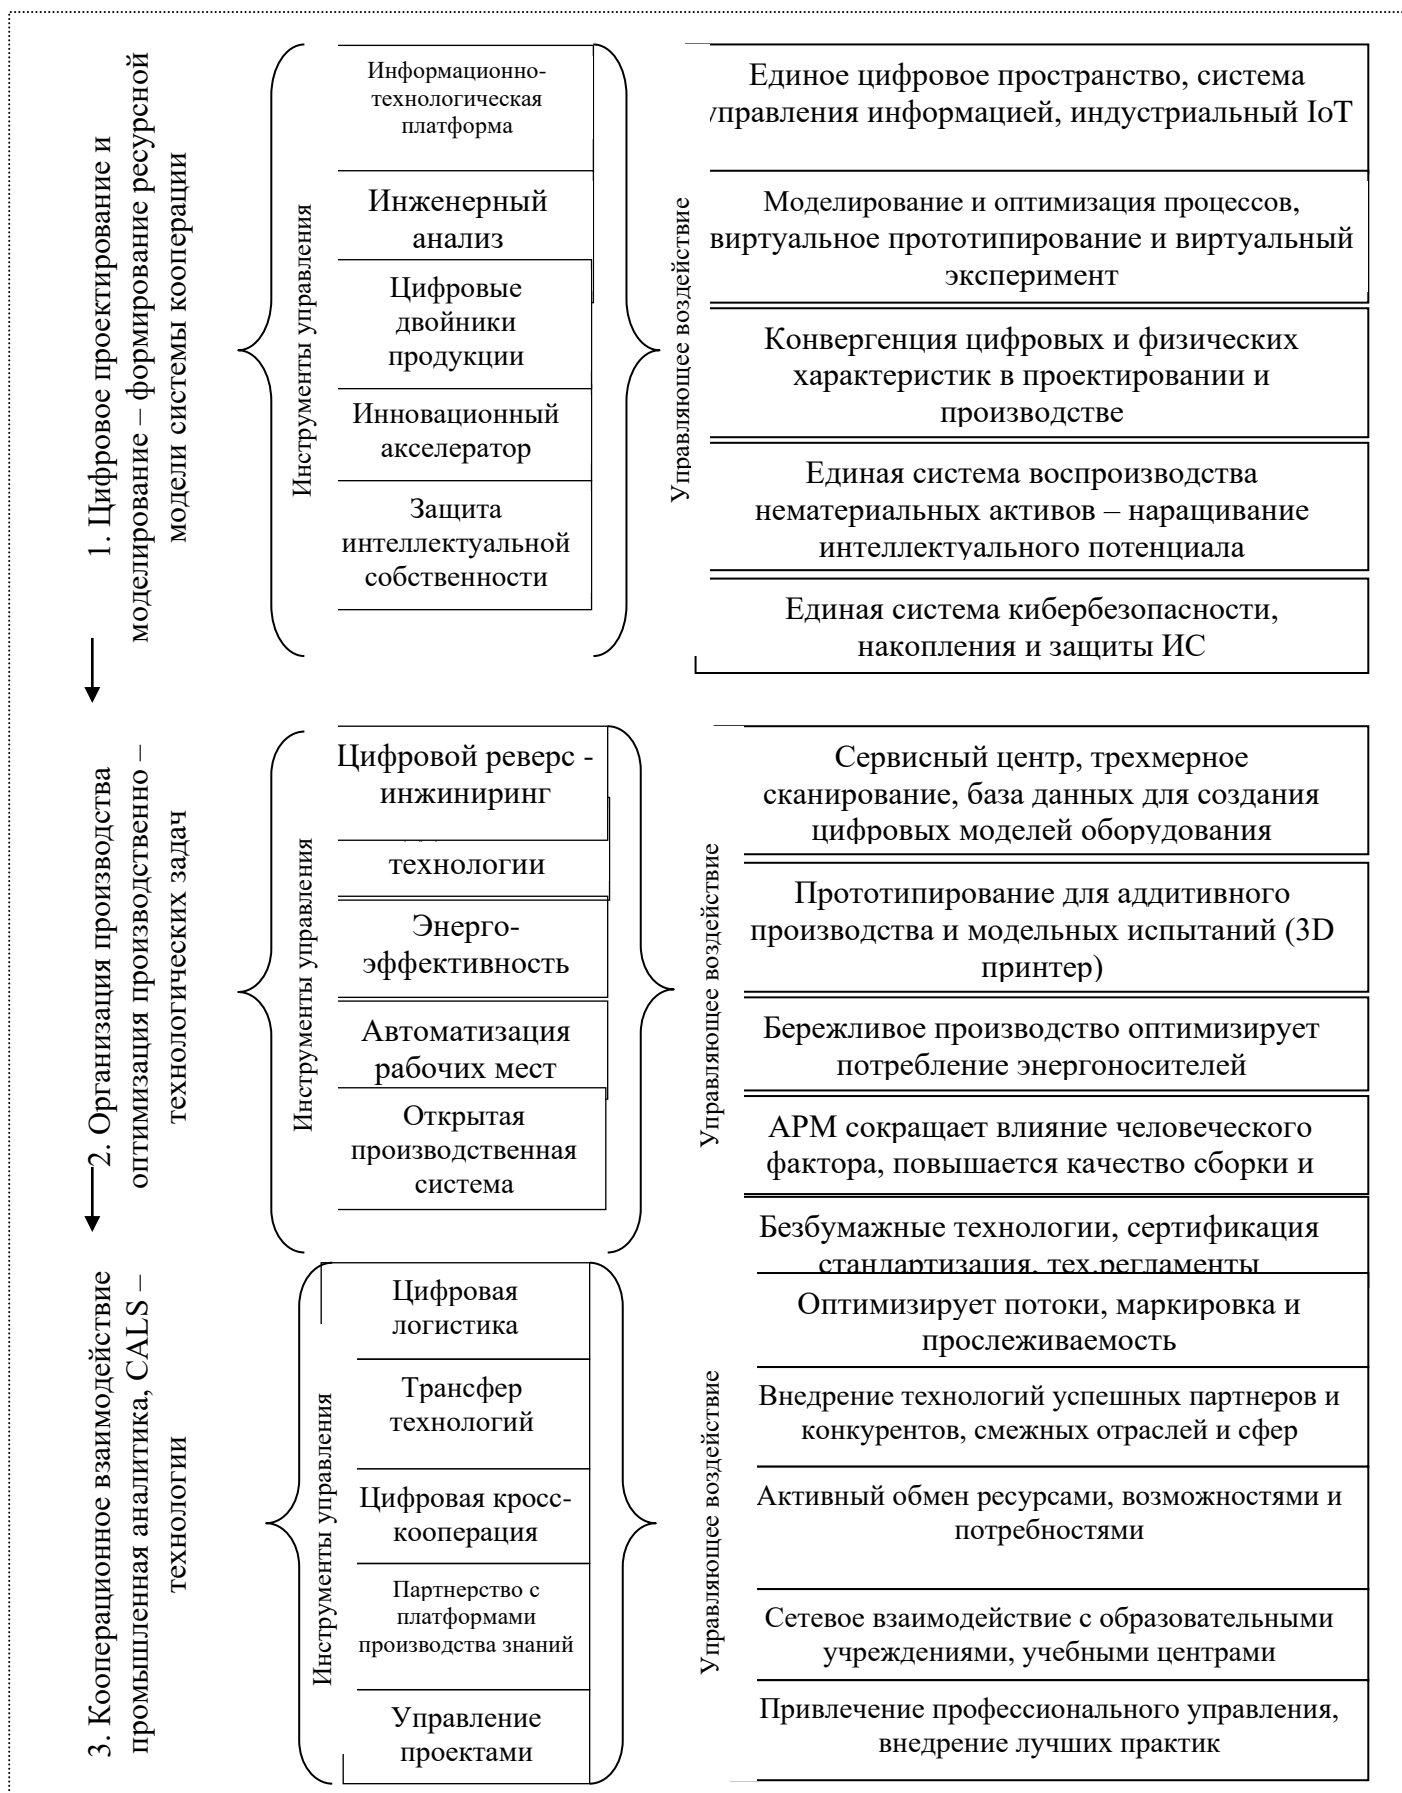 1. Цифровое проектирование и
моделирование – формирование ресурсной
модели системы кооперации
Инструменты управления
Информационно-
технологическая
платформа
Инженерный
анализ
Цифровые
двойники
продукции
Инновационный
акселератор
Защита
интеллектуальной
собственности
Управляющее воздействие
Единое цифровое пространство, система
управления информацией, индустриальный IoT
Моделирование и оптимизация процессов,
виртуальное прототипирование и виртуальный
эксперимент
Конвергенция цифровых и физических
характеристик в проектировании и
производстве
Единая система воспроизводства
нематериальных активов – наращивание
интеллектуального потенциала
Единая система кибербезопасности,
накопления и защиты ИС
2. Организация производства
оптимизация производственно –
технологических задач
Инструменты управления
Цифровой реверс -
инжиниринг
технологии
Энерго-
эффективность
Автоматизация
рабочих мест
Открытая
производственная
система
Управляющее воздействие
Сервисный центр, трехмерное
сканирование, база данных для создания
цифровых моделей оборудования
Прототипирование для аддитивного
производства и модельных испытаний (3D
принтер)
Бережливое производство оптимизирует
потребление энергоносителей
АРМ сокращает влияние человеческого
фактора, повышается качество сборки и
Безбумажные технологии, сертификация
стандартизация, тех.регламенты
3. Кооперационное взаимодействие
промышленная аналитика, CALS –
технологии
Инструменты управления
Цифровая
логистика
Трансфер
технологий
Цифровая кросс-
кооперация
Партнерство с
платформами
производства знаний
Управление
проектами
Управляющее воздействие
Оптимизирует потоки, маркировка и
прослеживаемость
Внедрение технологий успешных партнеров и
конкурентов, смежных отраслей и сфер
Активный обмен ресурсами, возможностями и
потребностями
Сетевое взаимодействие с образовательными
учреждениями, учебными центрами
Привлечение профессионального управления,
внедрение лучших практик